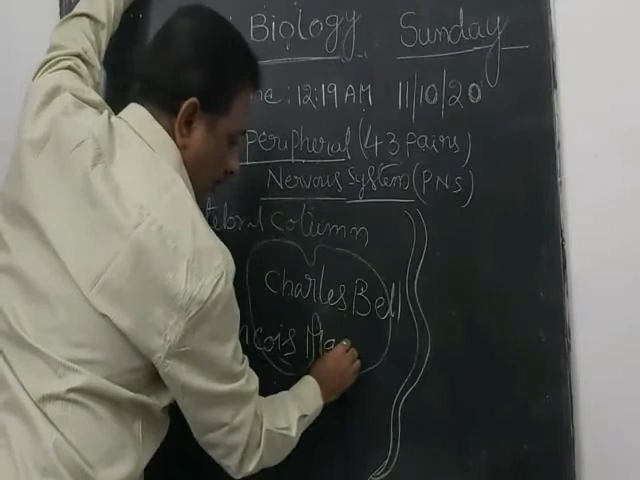 Biology Sunday
me: 12:19 AM 11/10/20
Peripheral (43 pairs)
Nervous System (PNS)
tebral Column
Charles Bell
cois Ma